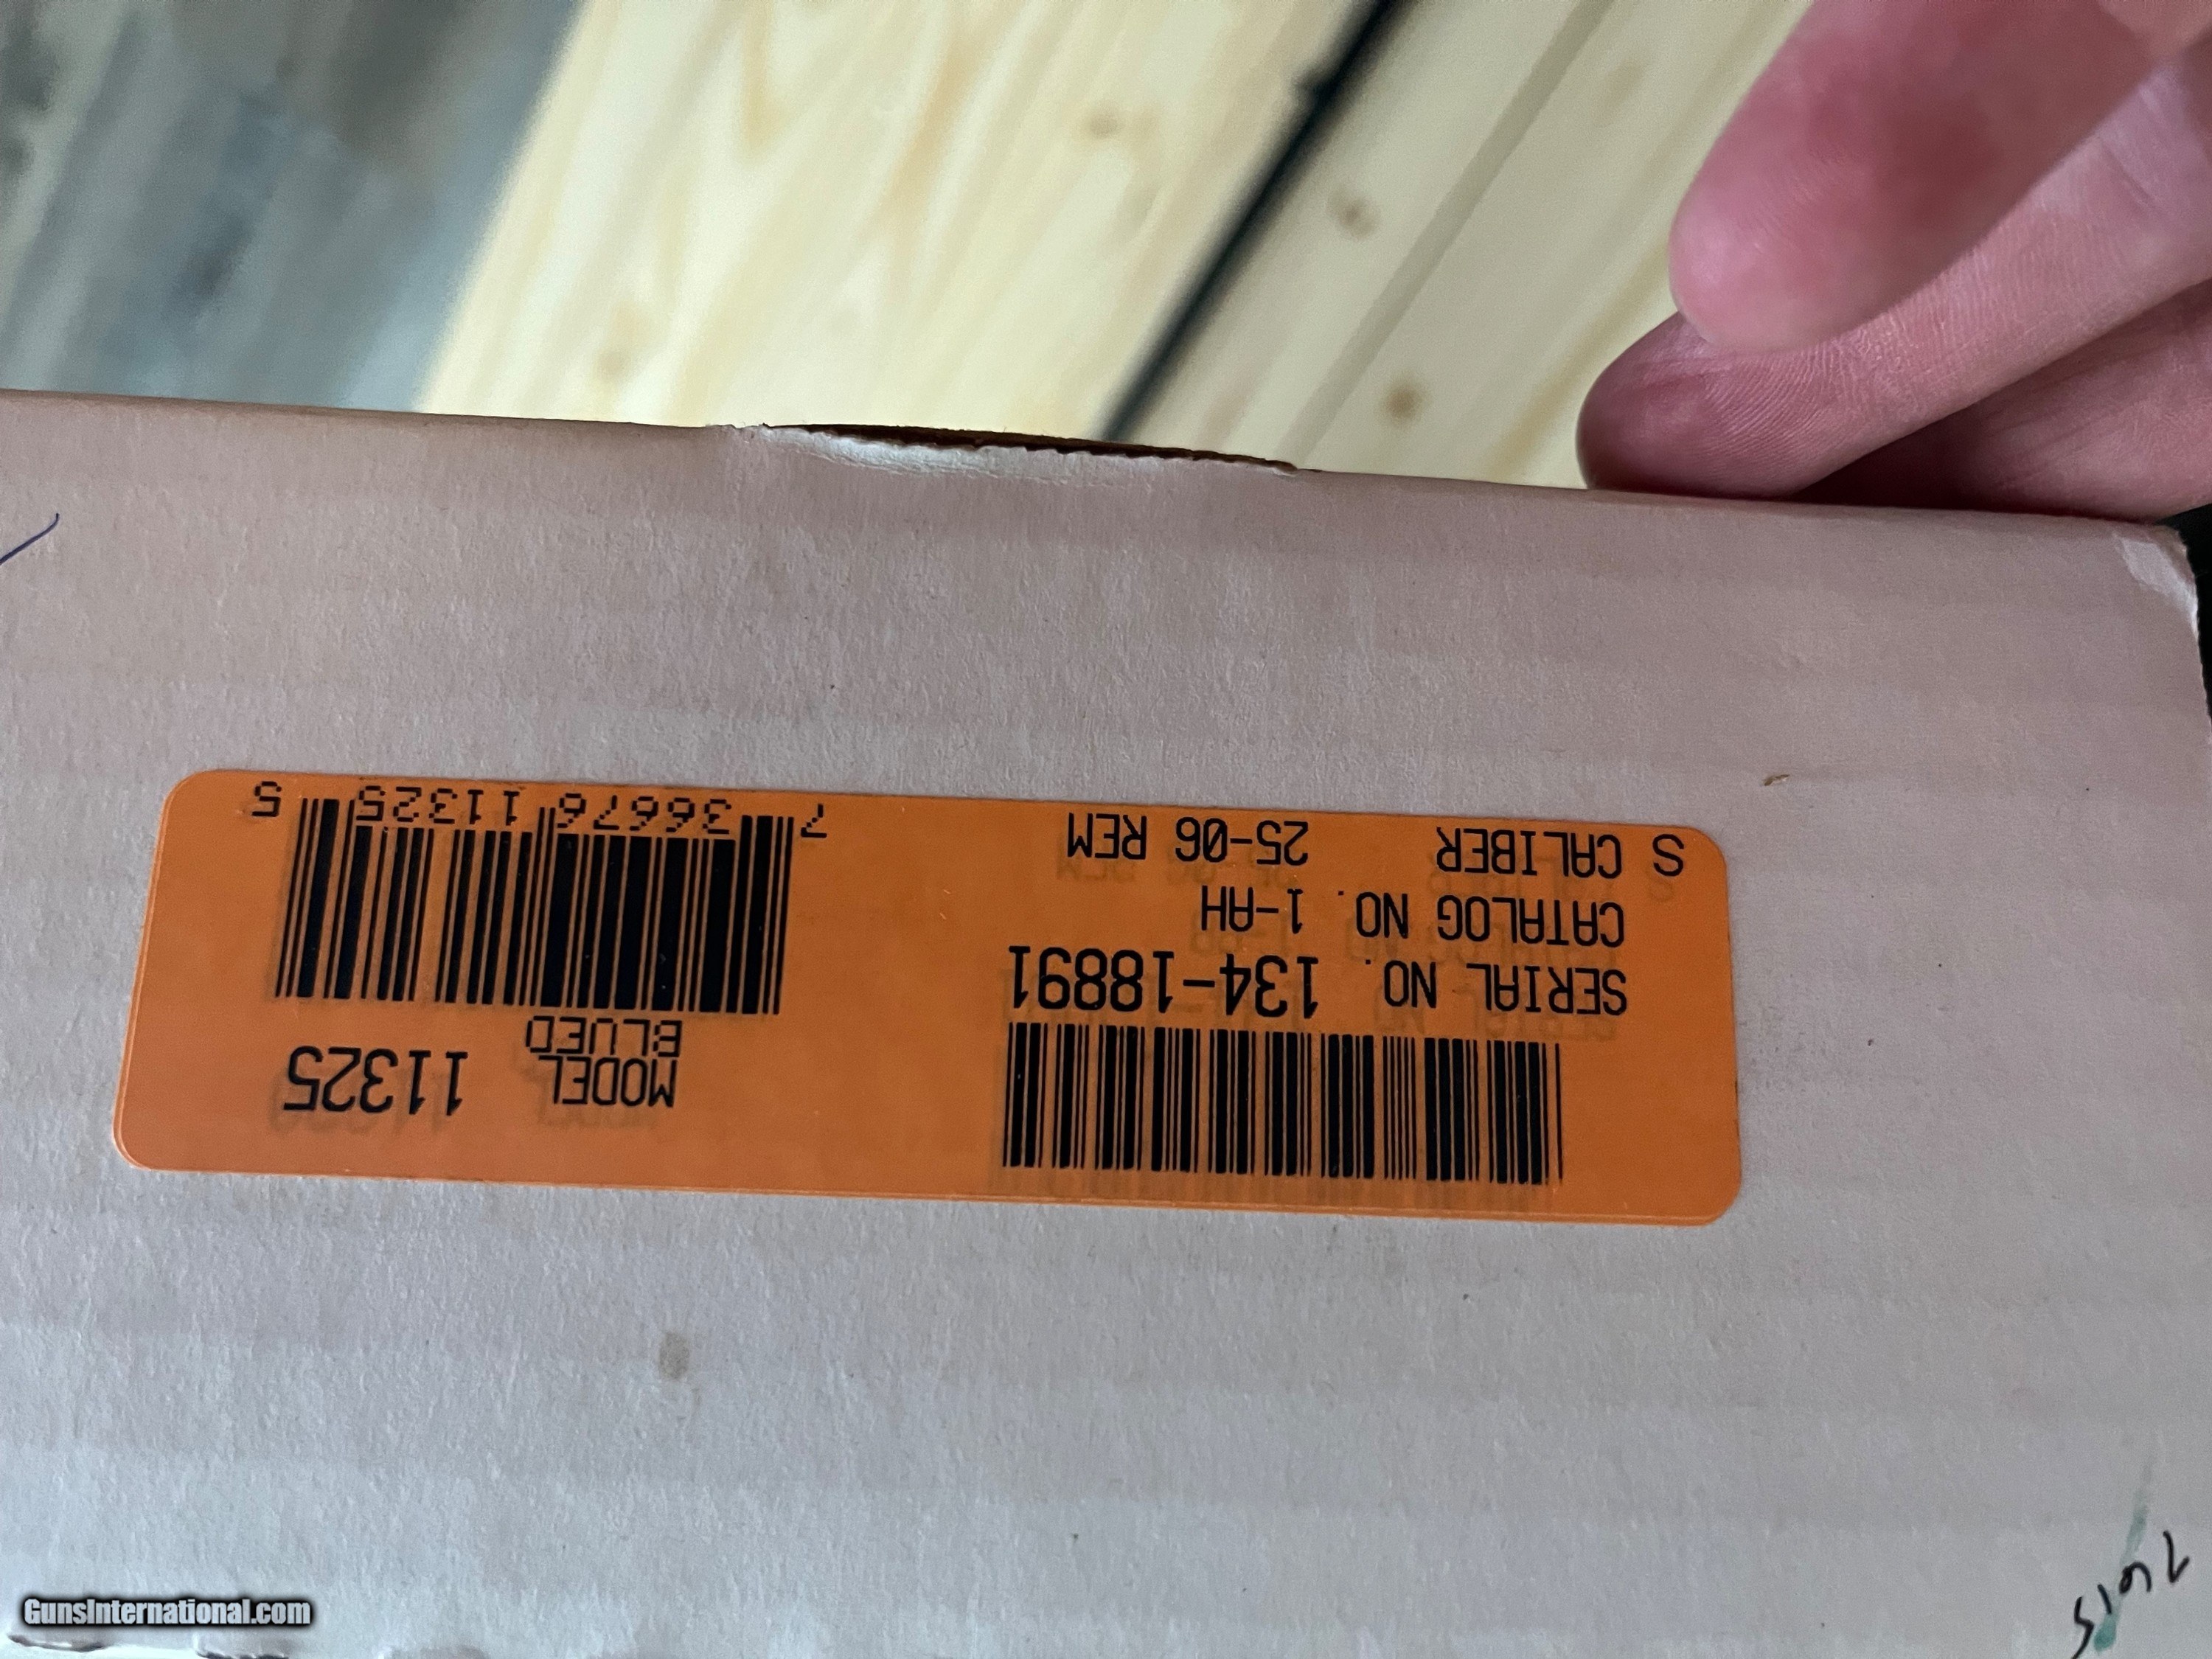 S CALIBER 25-06 REM
CATALOG NO. 1-AH
SERIAL NO. 134-18891
7 36676 11325 5
MODEL 11325
BLUED
GunsInternational.com